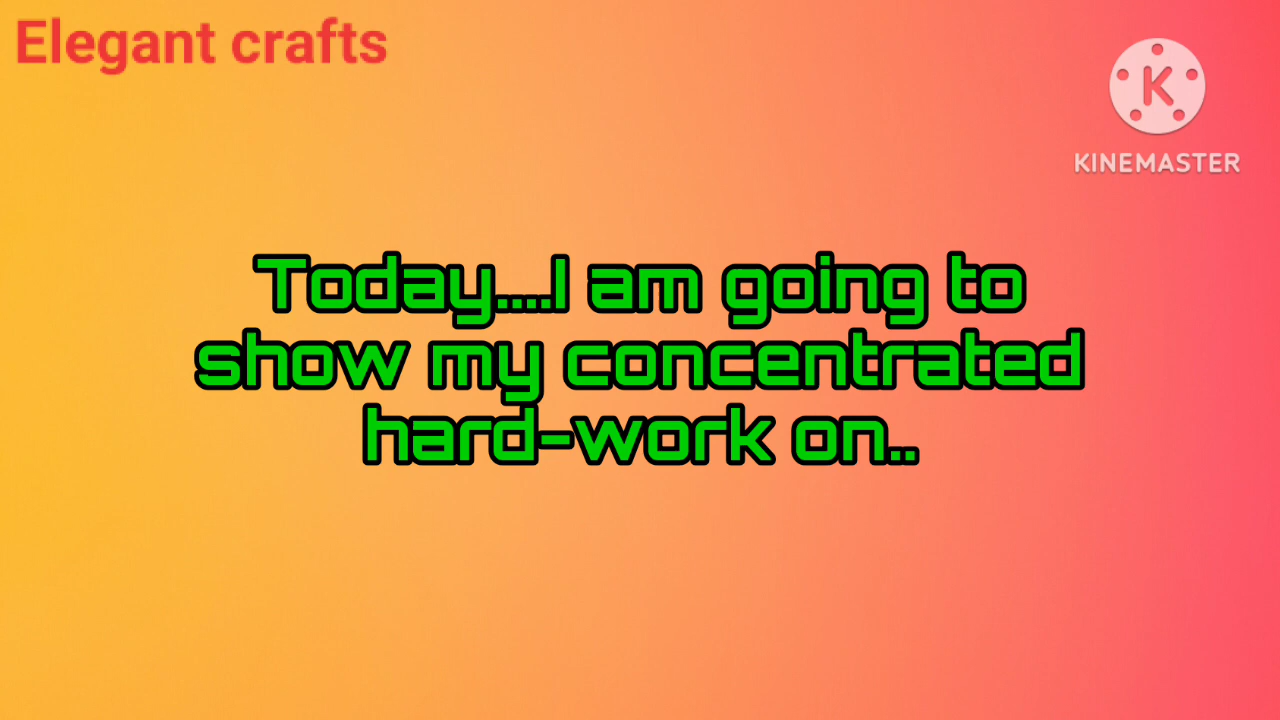 Elegant crafts
K
KINEMASTER
Today....I am going to
show my concentrated
hard-work on..